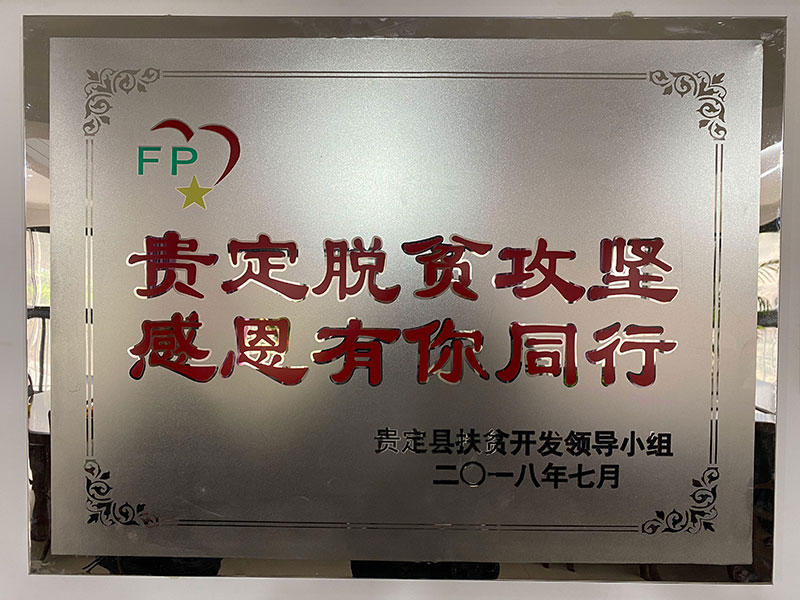 FP
贵定脱贫攻坚
感恩有你同行
贵定县扶贫开发领导小组
二〇一八年七月